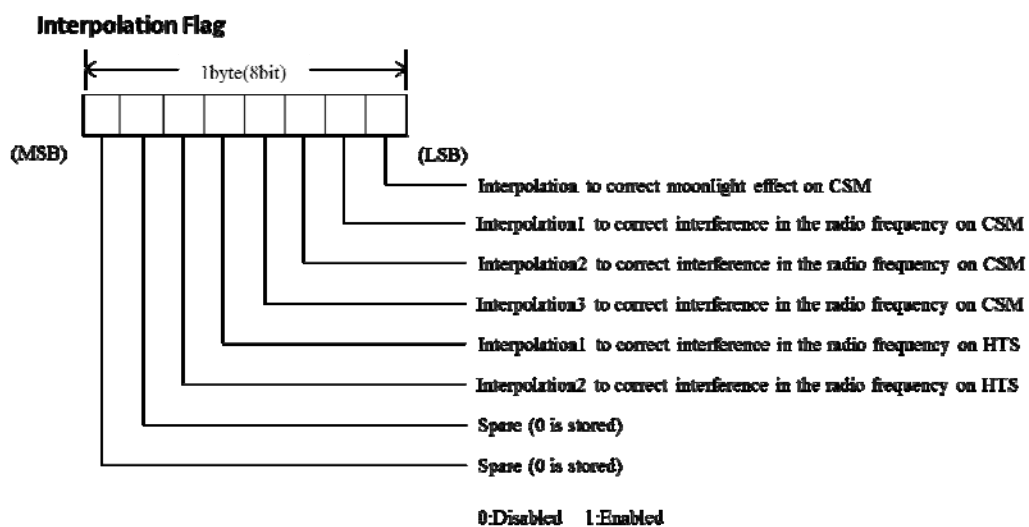 Interpolation Flag
1byte(8bit)
(MSB)
(LSB)
Interpolation to correct moonlight effect on CSM
Interpolation1 to correct interference in the radio frequency on CSM
Interpolation2 to correct interference in the radio frequency on CSM
Interpolation3 to correct interference in the radio frequency on CSM
Interpolation1 to correct interference in the radio frequency on HTS
Interpolation2 to correct interference in the radio frequency on HTS
Spare (0 is stored)
Spare (0 is stored)
0:Disabled 1:Enabled